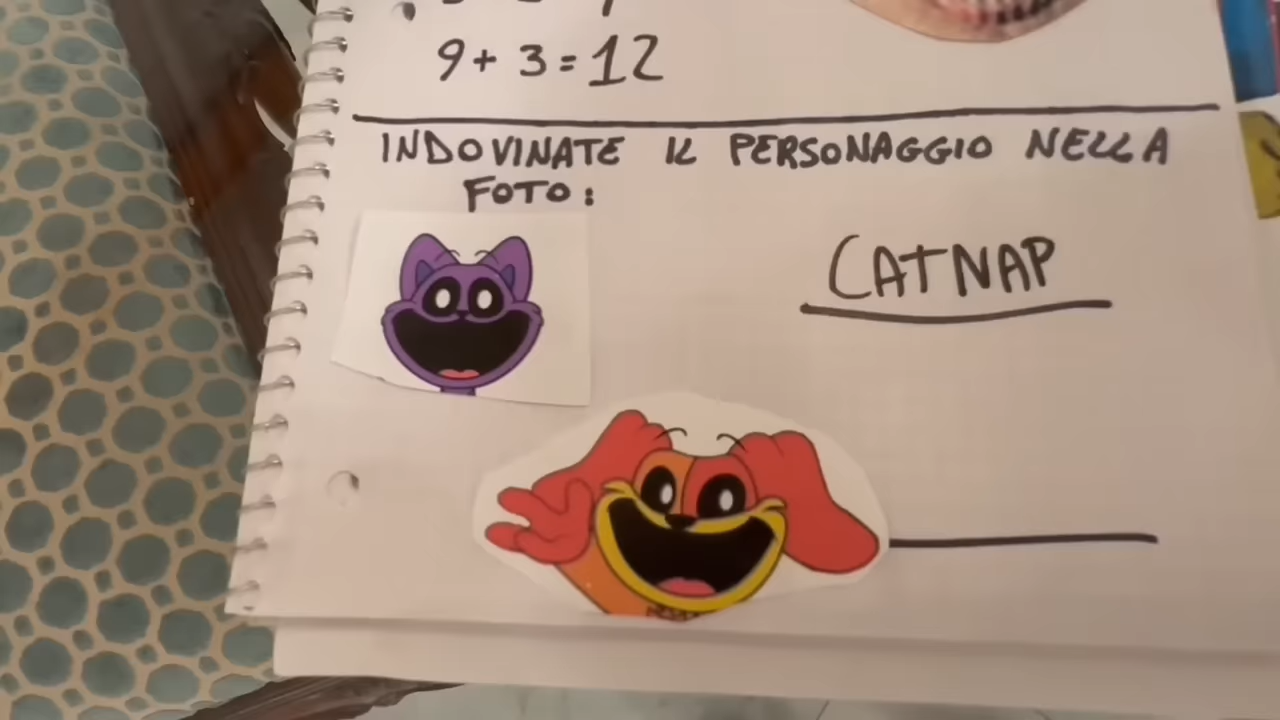 9 + 3 = 12
INDOVINATE IL PERSONAGGIO NELLA
FOTO:
CATNAP